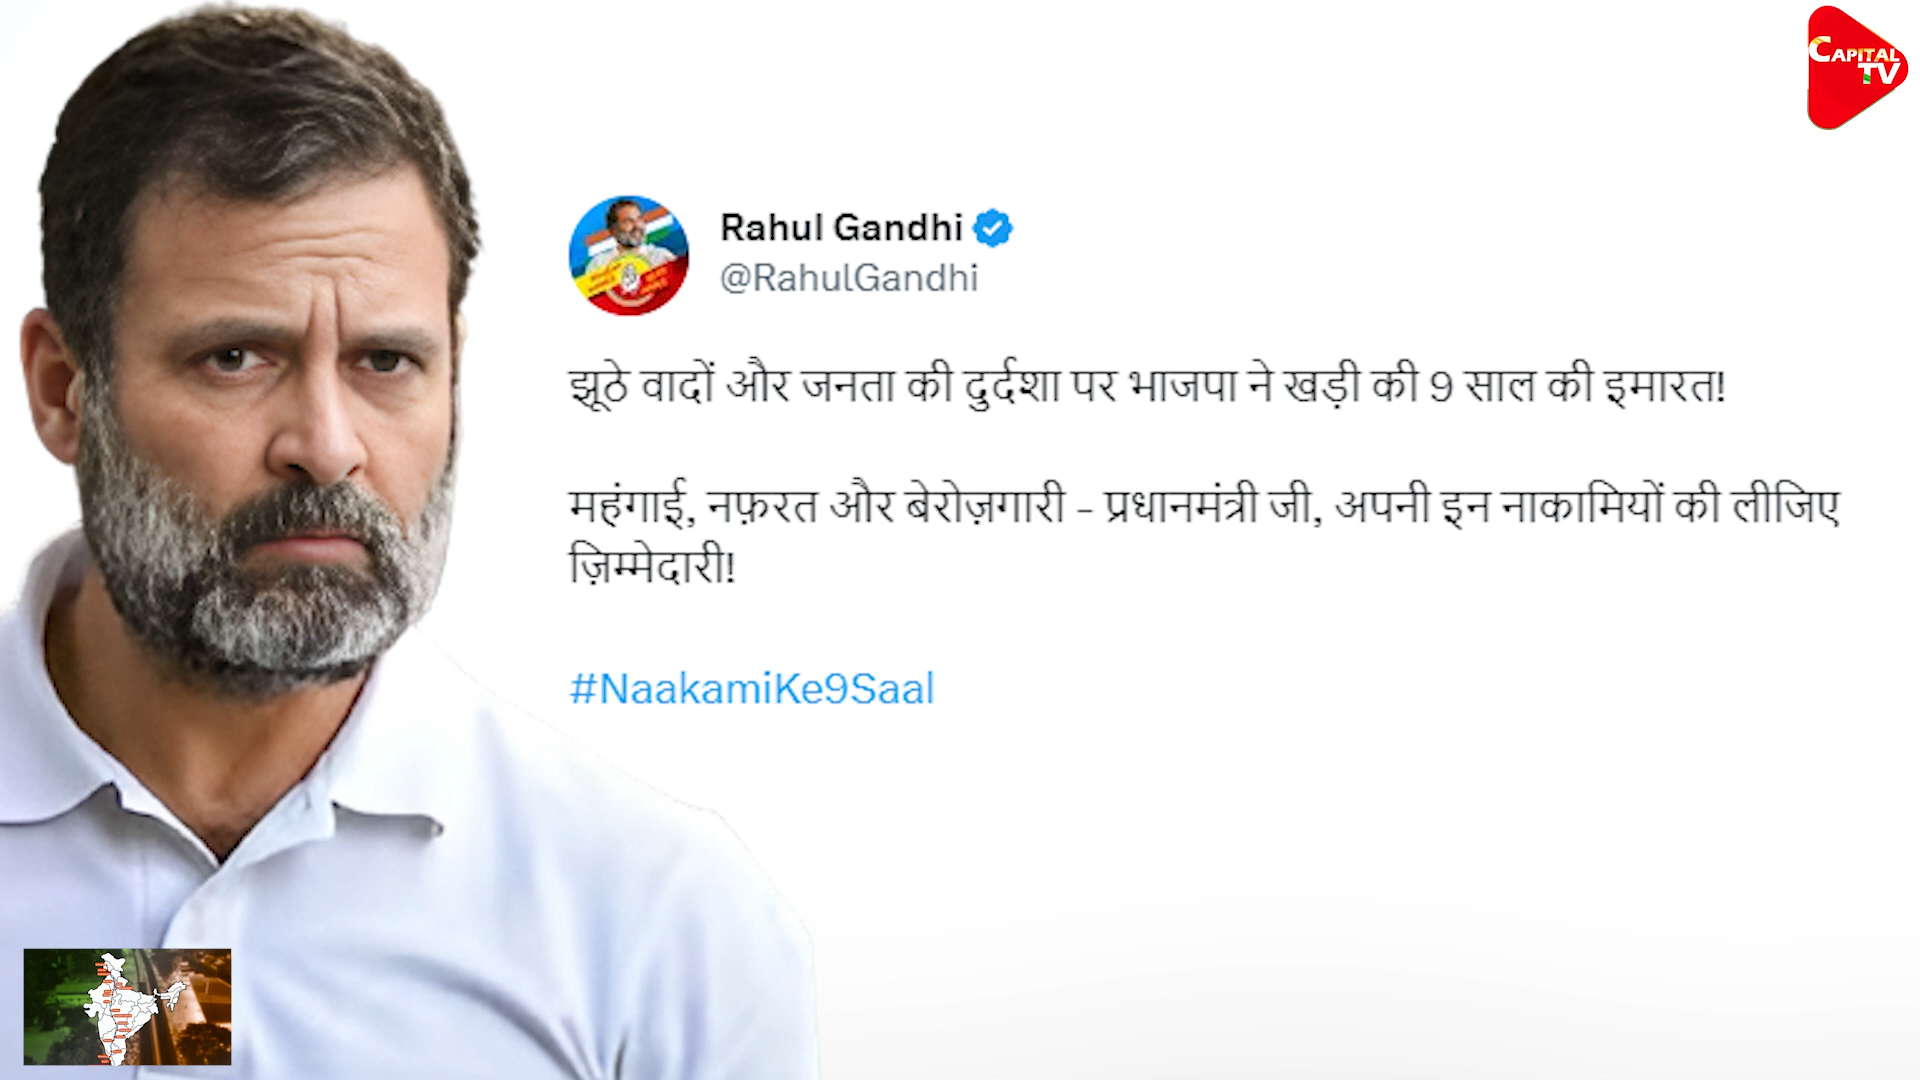 CAPITAL
TV
Rahul Gandhi
@RahulGandhi
झूठे वादों और जनता की दुर्दशा पर भाजपा ने खड़ी की 9 साल की इमारत!
महंगाई, नफ़रत और बेरोज़गारी - प्रधानमंत्री जी, अपनी इन नाकामियों की लीजिए
ज़िम्मेदारी!
#NaakamiKe9Saal